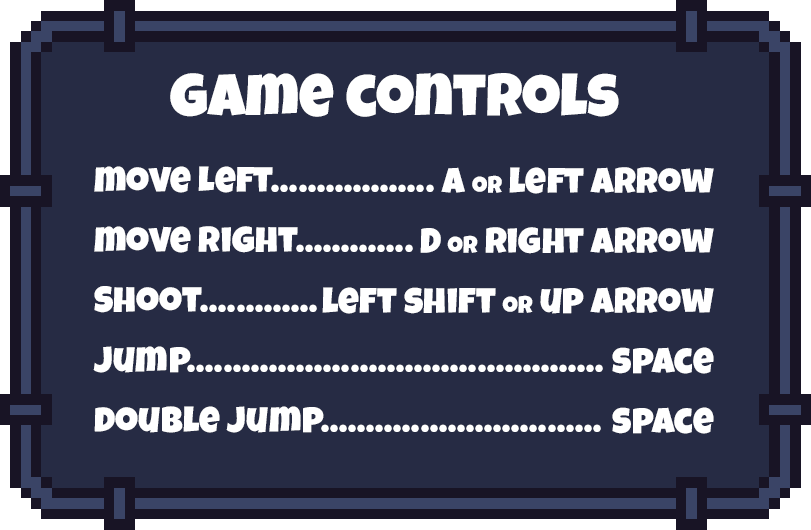 GAME CONTROLS
MOVE LEFT.................. A OR LEFT ARROW
MOVE RIGHT............. D OR RIGHT ARROW
SHOOT............. LEFT SHIFT OR UP ARROW
JUMP.............................................. SPACE
DOUBLE JUMP............................... SPACE